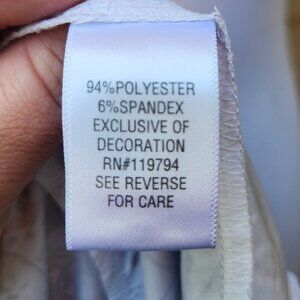 94%POLYESTER
6%SPANDEX
EXCLUSIVE OF
DECORATION
RN#119794
SEE REVERSE
FOR CARE